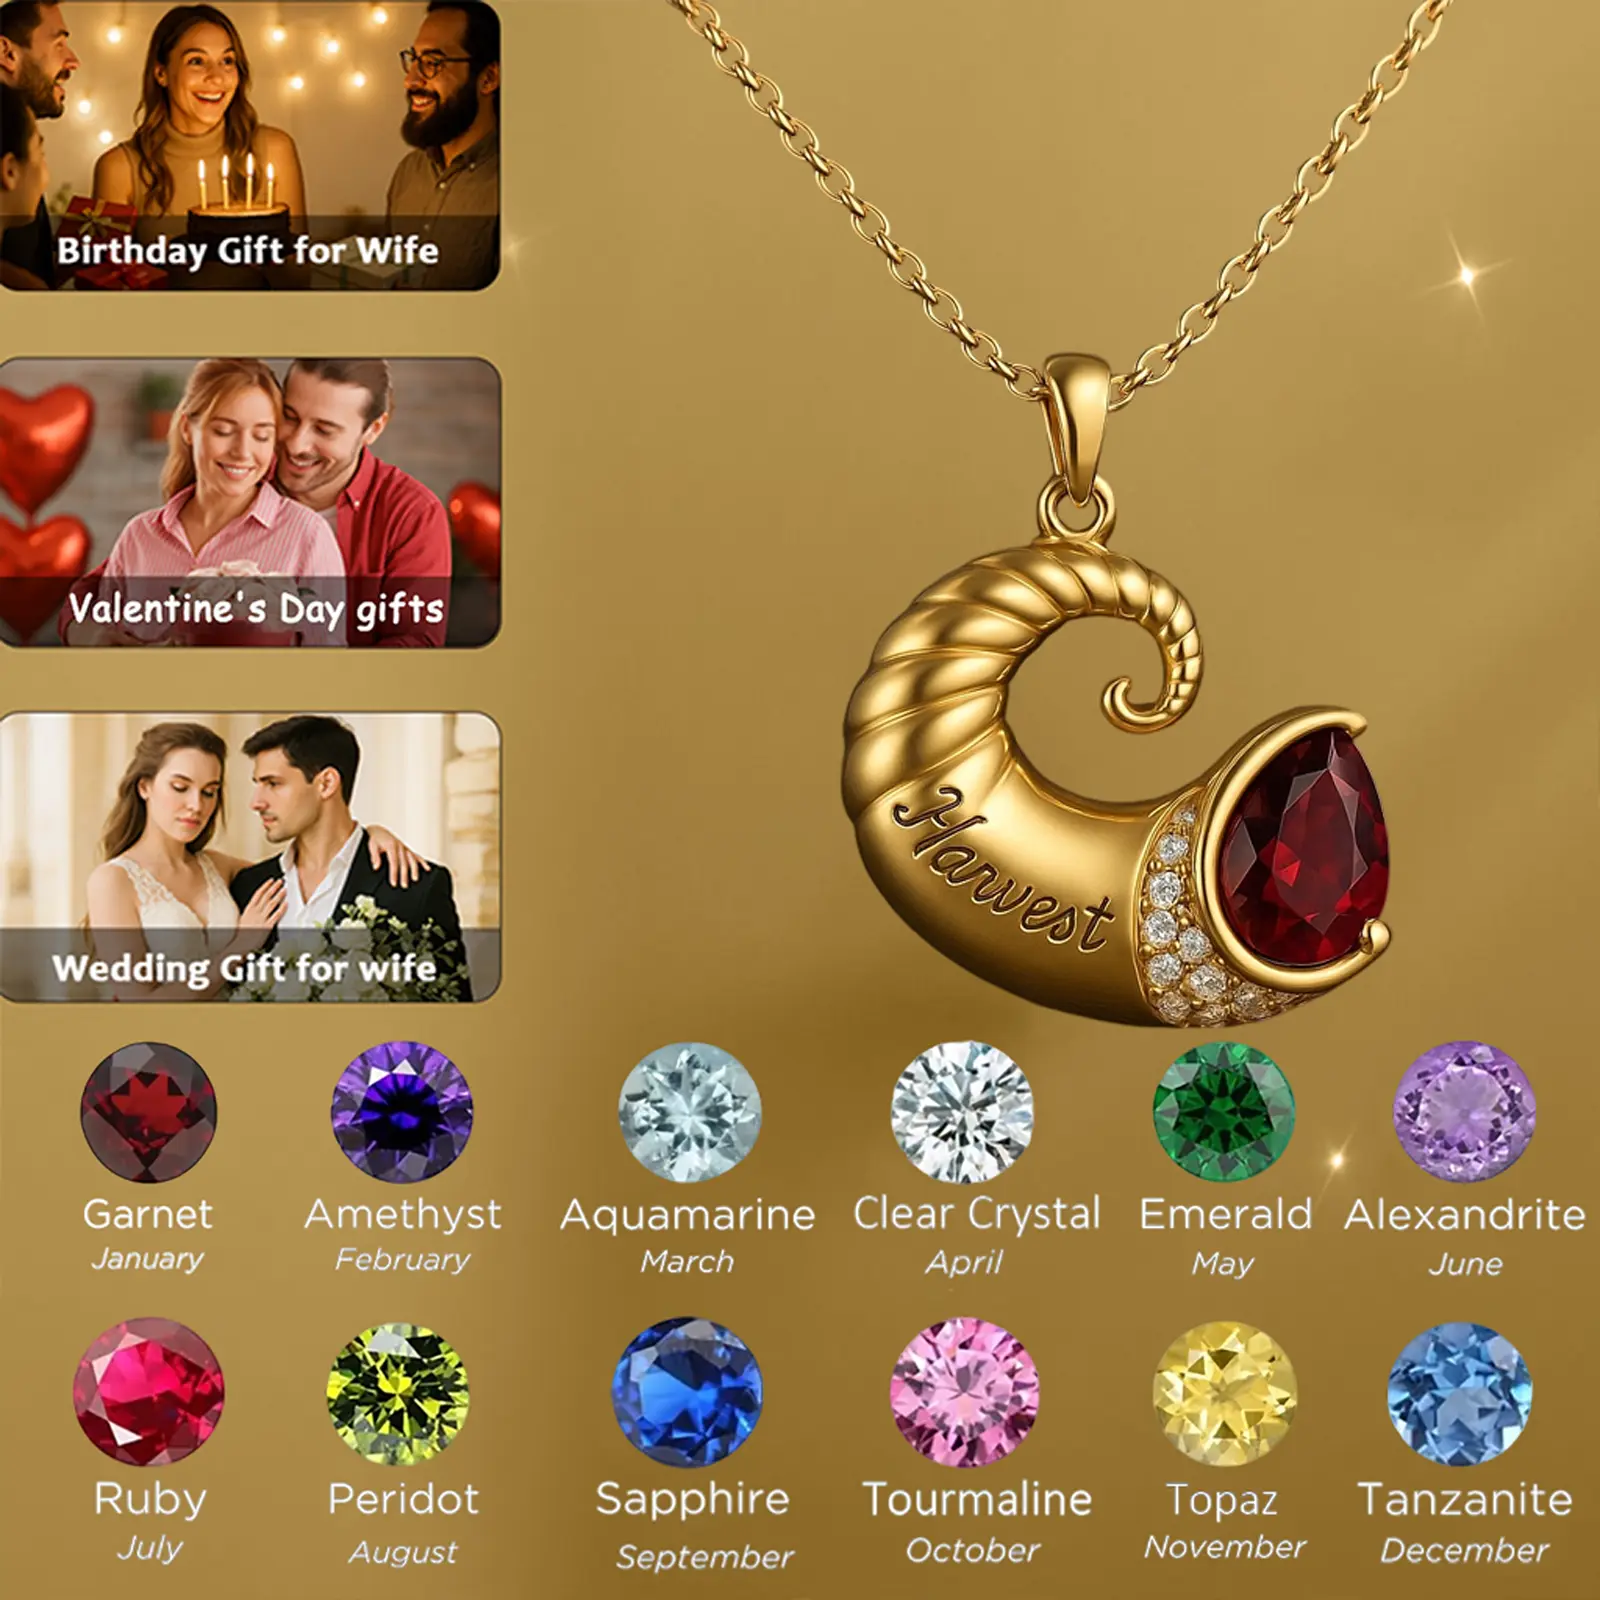 Birthday Gift for Wife
Valentine's Day gifts
Wedding Gift for wife
Harvest
Garnet
January
Amethyst
February
Aquamarine
March
Clear Crystal
April
Emerald
May
Alexandrite
June
Ruby
July
Peridot
August
Sapphire
September
Tourmaline
October
Topaz
November
Tanzanite
December